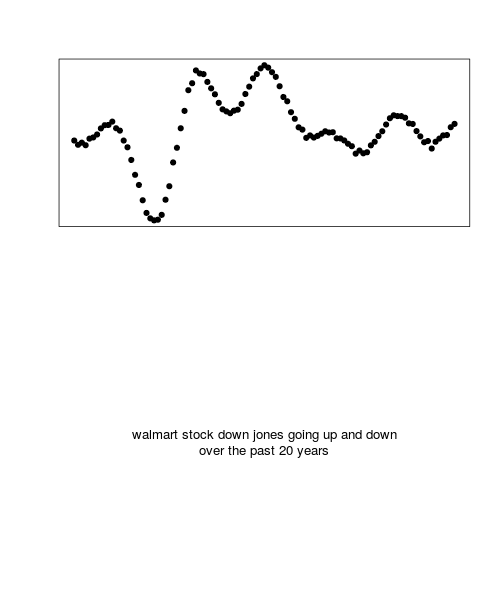 walmart stock down jones going up and down
over the past 20 years